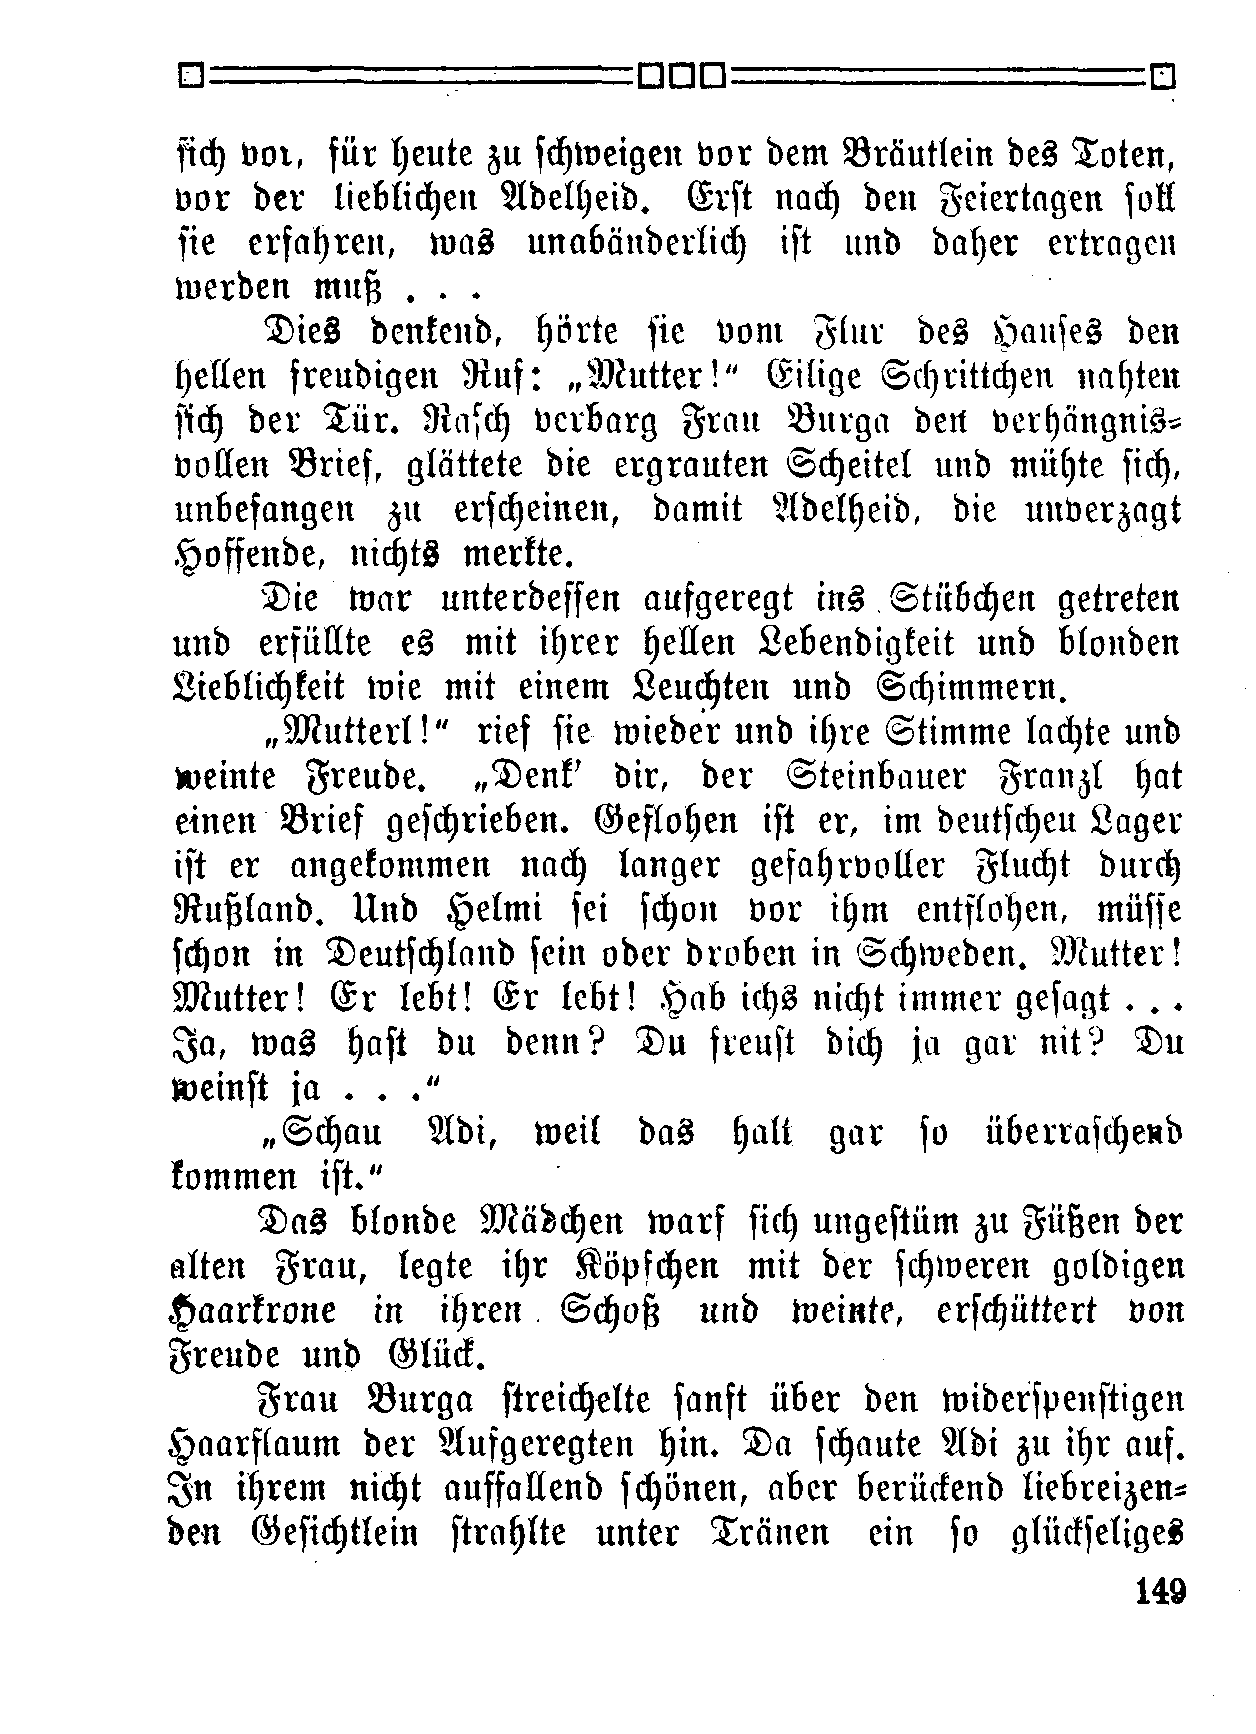 sich vor, für heute zu schweigen vor dem Bräutlein des Toten,
vor der lieblichen Adelheid. Erst nach den Feiertagen soll
sie erfahren, was unabänderlich ist und daher ertragen
werden muß . . .
Dies denkend, hörte sie vom Flur des Hauses den
hellen freudigen Ruf: „Mutter!“ Eilige Schrittchen nahten
sich der Tür. Rasch verbarg Frau Burga den verhängnis-
vollen Brief, glättete die ergrauten Scheitel und mühte sich,
unbefangen zu erscheinen, damit Adelheid, die unverzagt
Hoffende, nichts merkte.
Die war unterdessen aufgeregt ins Stübchen getreten
und erfüllte es mit ihrer hellen Lebendigkeit und blonden
Lieblichkeit wie mit einem Leuchten und Schimmern.
„Mutterl!“ rief sie wieder und ihre Stimme lachte und
weinte Freude. „Denk’ dir, der Steinbauer Franzl hat
einen Brief geschrieben. Geflohen ist er, im deutschen Lager
ist er angekommen nach langer gefahrvoller Flucht durch
Rußland. Und Helmi sei schon vor ihm entflohen, müsse
schon in Deutschland sein oder droben in Schweden. Mutter!
Mutter! Er lebt! Er lebt! Hab ichs nicht immer gesagt . . .
Ja, was hast du denn? Du freust dich ja gar nit? Du
weinst ja . . .“
„Schau Adi, weil das halt gar so überraschend
kommen ist.“
Das blonde Mädchen warf sich ungestüm zu Füßen der
alten Frau, legte ihr Köpfchen mit der schweren goldigen
Haarkrone in ihren Schoß und weinte, erschüttert von
Freude und Glück.
Frau Burga streichelte sanft über den widerspenstigen
Haarflaum der Aufgeregten hin. Da schaute Adi zu ihr auf.
In ihrem nicht auffallend schönen, aber berückend liebreizen-
den Gesichtlein strahlte unter Tränen ein so glückseliges
149